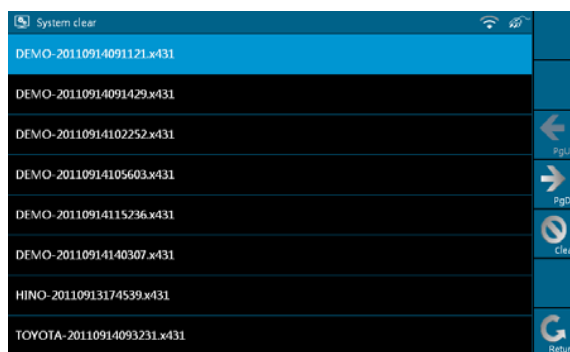 System clear
DEMO-20110914091121.x431
DEMO-20110914091429.x431
DEMO-20110914102252.x431
DEMO-20110914105603.x431
DEMO-20110914115236.x431
DEMO-20110914140307.x431
HINO-20110913174539.x431
TOYOTA-20110914093231.x431
PgU
PgD
Clea
Retur